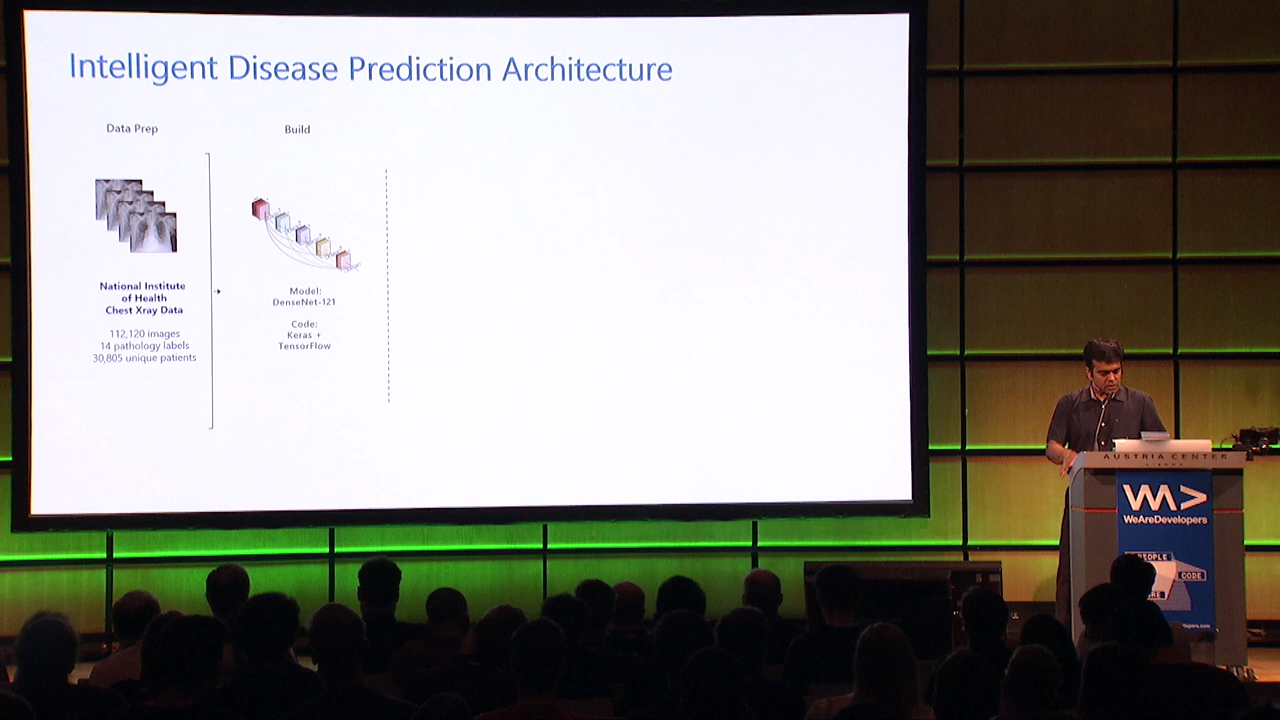 Intelligent Disease Prediction Architecture
Data Prep
Build
National Institute
of Health
Chest Xray Data
112,120 images
14 pathology labels
30,805 unique patients
Model:
DenseNet-121
Code:
Keras +
TensorFlow
AUSTRIA CENTER
WeAreDevelopers
PEOPLE
CODE